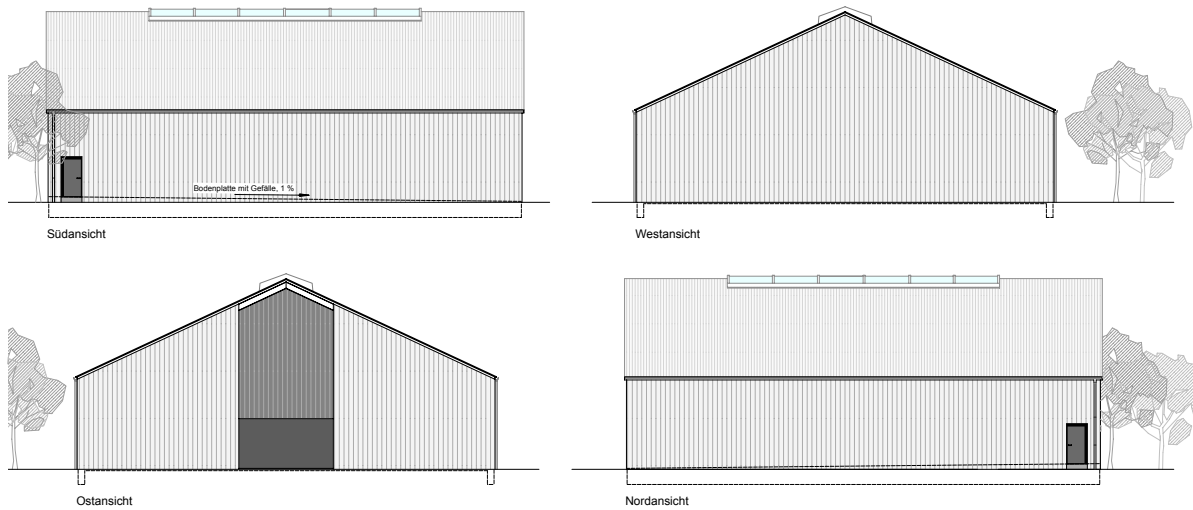 Bodenplatte mit Gefälle, 1 %
Südansicht
Westansicht
Ostansicht
Nordansicht